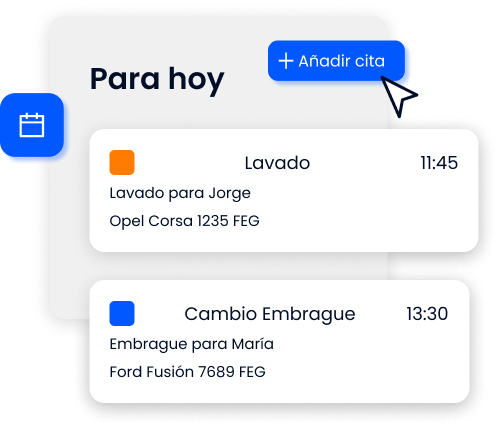 + Añadir cita
Para hoy
Lavado 11:45
Lavado para Jorge
Opel Corsa 1235 FEG
Cambio Embrague 13:30
Embrague para María
Ford Fusión 7689 FEG